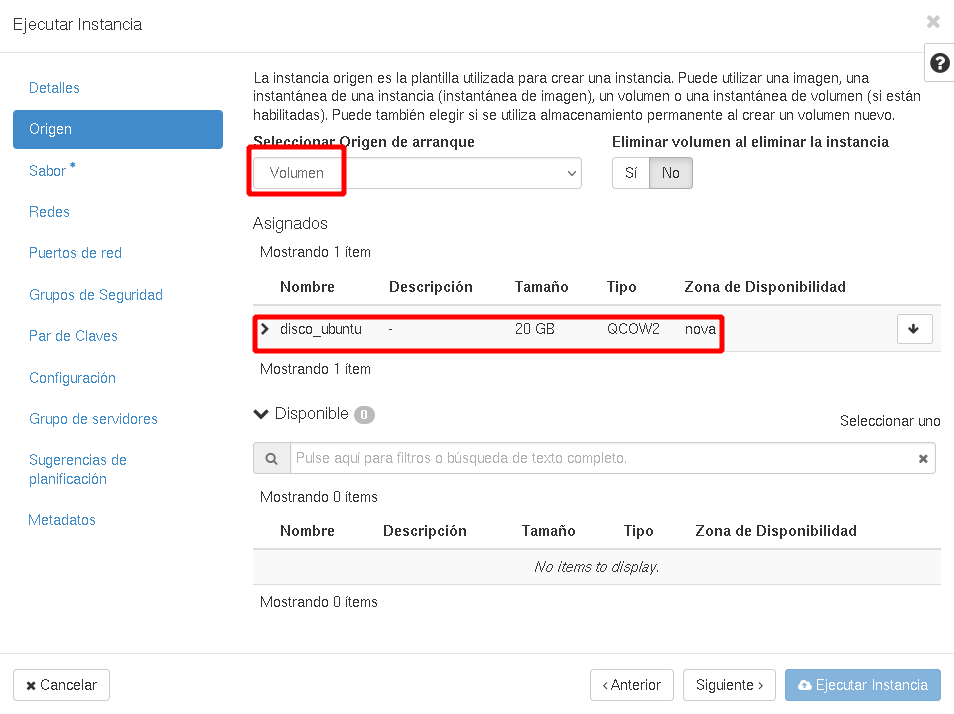 Ejecutar Instancia
Detalles
Origen
Sabor *
Redes
Puertos de red
Grupos de Seguridad
Par de Claves
Configuración
Grupo de servidores
Sugerencias de
planificación
Metadatos
La instancia origen es la plantilla utilizada para crear una instancia. Puede utilizar una imagen, una
instantánea de una instancia (instantánea de imagen), un volumen o una instantánea de volumen (si están
habilitadas). Puede también elegir si se utiliza almacenamiento permanente al crear un volumen nuevo.
Seleccionar Origen de arranque
Volumen
Eliminar volumen al eliminar la instancia
Sí No
Asignados
Mostrando 1 ítem
Nombre Descripción Tamaño Tipo Zona de Disponibilidad
disco_ubuntu - 20 GB QCOW2 nova
Mostrando 1 ítem
Disponible 0
Seleccionar uno
Pulse aquí para filtros o búsqueda de texto completo.
Mostrando 0 ítems
Nombre Descripción Tamaño Tipo Zona de Disponibilidad
No items to display.
Mostrando 0 ítems
Cancelar
‹ Anterior
Siguiente ›
Ejecutar Instancia